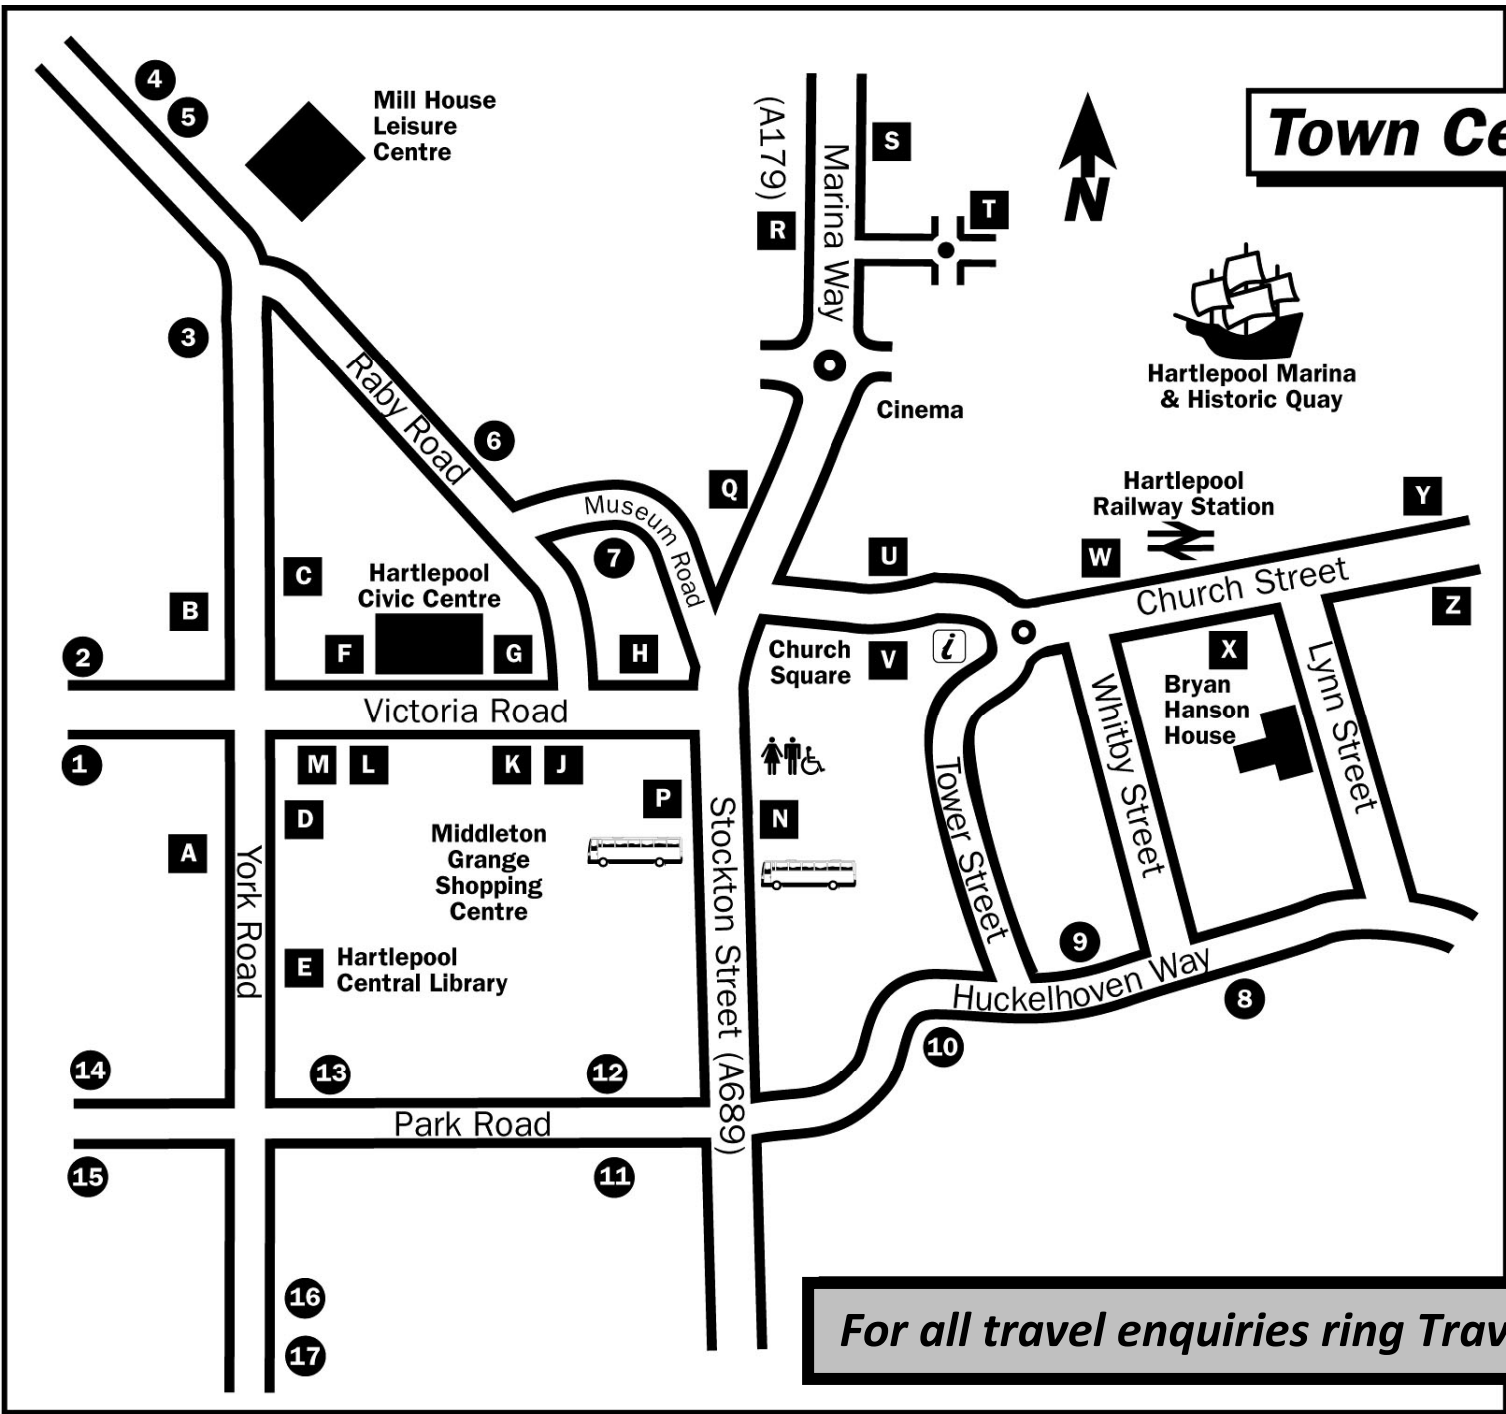 4
5
Mill House
Leisure
Centre
(A179)
Marina Way
S
R
T
N
Town Ce
3
Raby Road
6
Hartlepool Marina
& Historic Quay
Cinema
Q
Museum Road
7
Hartlepool
Railway Station
Y
U
W
Church Street
Z
C
Hartlepool
Civic Centre
B
F
G
H
2
Church
Square
V
i
X
Bryan
Hanson
House
Lynn Street
Whitby Street
Victoria Road
1
M
L
K
J
P
N
D
A
York Road
Middleton
Grange
Shopping
Centre
Stockton Street (A689)
Tower Street
E
Hartlepool
Central Library
9
Huckelhoven Way
8
10
14
13
12
Park Road
15
11
16
17
For all travel enquiries ring Trav